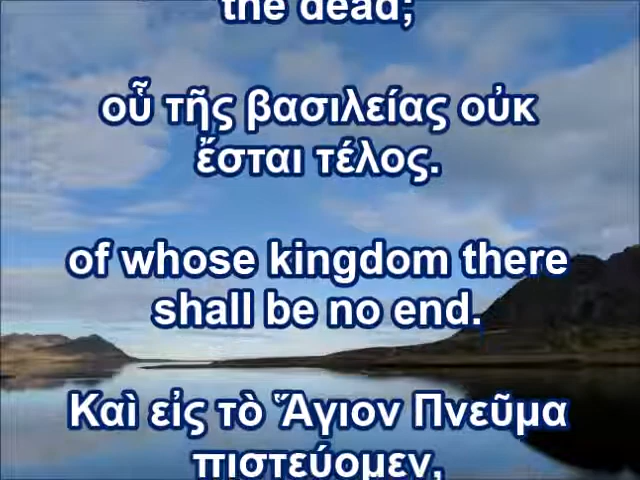 the dead;
οὗ τῆς βασιλείας οὐκ
ἔσται τέλος.
of whose kingdom there
shall be no end.
Καὶ εἰς τὸ Ἅγιον Πνεῦμα
πιστεύομεν,